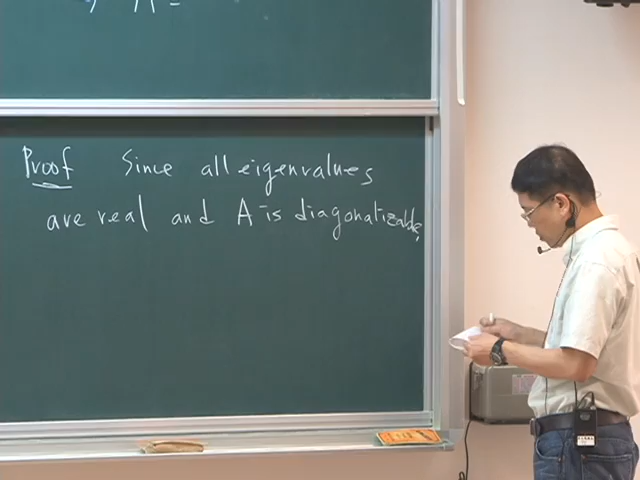 A =
Proof Since all eigenvalues
are real and A is diagonalizable,